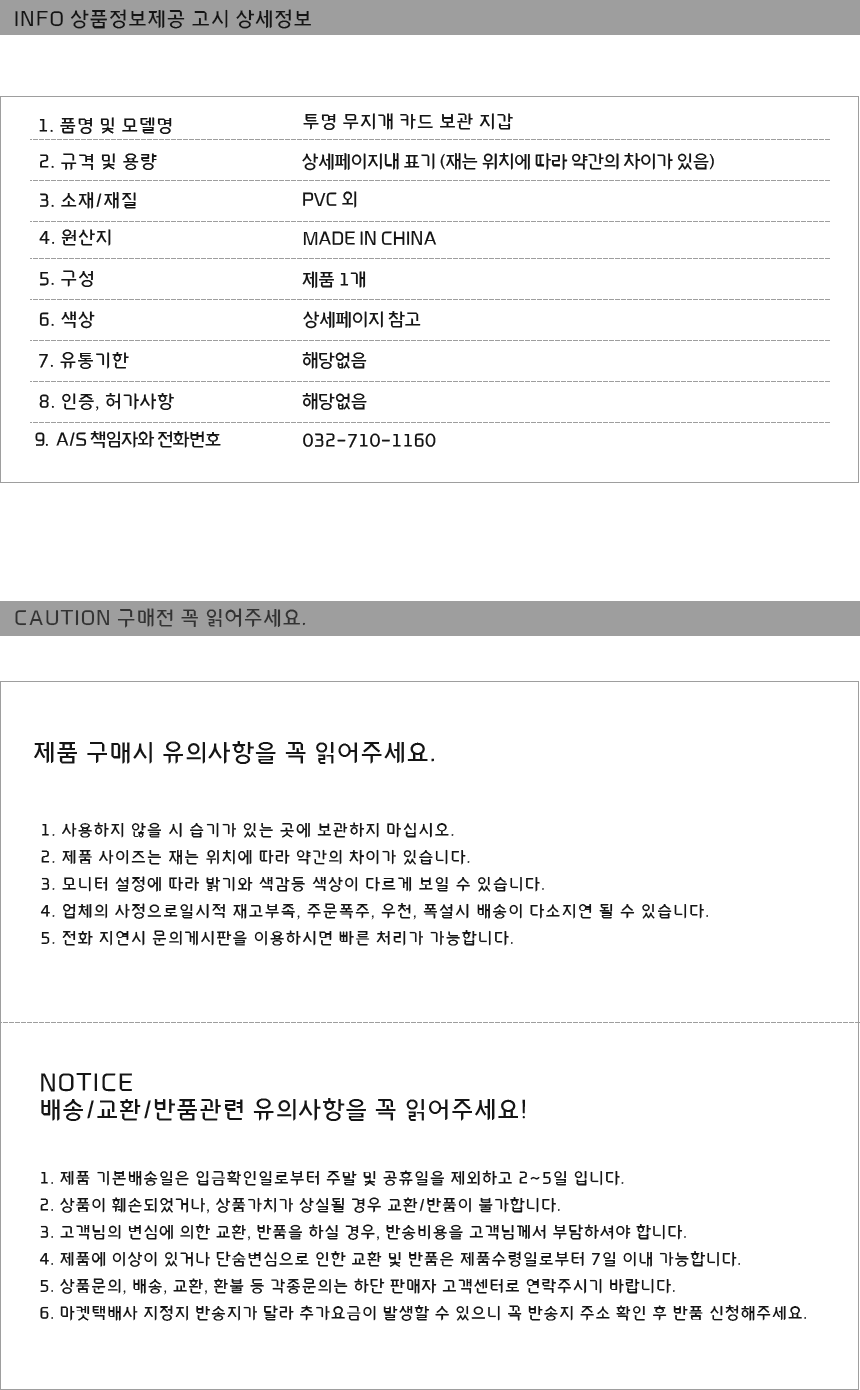 INFO 상품정보제공 고시 상세정보
1. 품명 및 모델명 투명 무지개 카드 보관 지갑
2. 규격 및 용량 상세페이지내 표기 (재는 위치에 따라 약간의 차이가 있음)
3. 소재/재질 PVC 외
4. 원산지 MADE IN CHINA
5. 구성 제품 1개
6. 색상 상세페이지 참고
7. 유통기한 해당없음
8. 인증, 허가사항 해당없음
9. A/S 책임자와 전화번호 032-710-1160
CAUTION 구매전 꼭 읽어주세요.
제품 구매시 유의사항을 꼭 읽어주세요.
1. 사용하지 않을 시 습기가 있는 곳에 보관하지 마십시오.
2. 제품 사이즈는 재는 위치에 따라 약간의 차이가 있습니다.
3. 모니터 설정에 따라 밝기와 색감등 색상이 다르게 보일 수 있습니다.
4. 업체의 사정으로일시적 재고부족, 주문폭주, 우천, 폭설시 배송이 다소지연 될 수 있습니다.
5. 전화 지연시 문의게시판을 이용하시면 빠른 처리가 가능합니다.
NOTICE
배송/교환/반품관련 유의사항을 꼭 읽어주세요!
1. 제품 기본배송일은 입금확인일로부터 주말 및 공휴일을 제외하고 2~5일 입니다.
2. 상품이 훼손되었거나, 상품가치가 상실될 경우 교환/반품이 불가합니다.
3. 고객님의 변심에 의한 교환, 반품을 하실 경우, 반송비용을 고객님께서 부담하셔야 합니다.
4. 제품에 이상이 있거나 단숨변심으로 인한 교환 및 반품은 제품수령일로부터 7일 이내 가능합니다.
5. 상품문의, 배송, 교환, 환불 등 각종문의는 하단 판매자 고객센터로 연락주시기 바랍니다.
6. 마켓택배사 지정지 반송지가 달라 추가요금이 발생할 수 있으니 꼭 반송지 주소 확인 후 반품 신청해주세요.